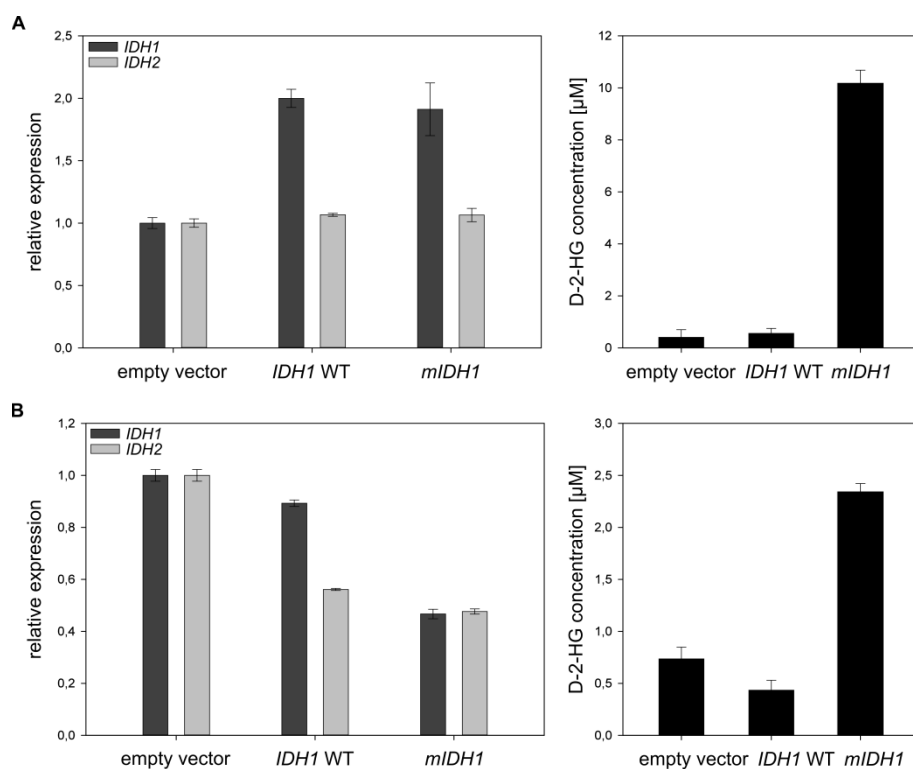 A
2,5
2,0
1,5
1,0
0,5
0,0
relative expression
IDH1
IDH2
empty vector IDH1 WT mIDH1
12
10
8
6
4
2
0
D-2-HG concentration [µM]
empty vector IDH1 WT mIDH1
B
1,2
1,0
0,8
0,6
0,4
0,2
0,0
relative expression
IDH1
IDH2
empty vector IDH1 WT mIDH1
3,0
2,5
2,0
1,5
1,0
0,5
0,0
D-2-HG concentration [µM]
empty vector IDH1 WT mIDH1